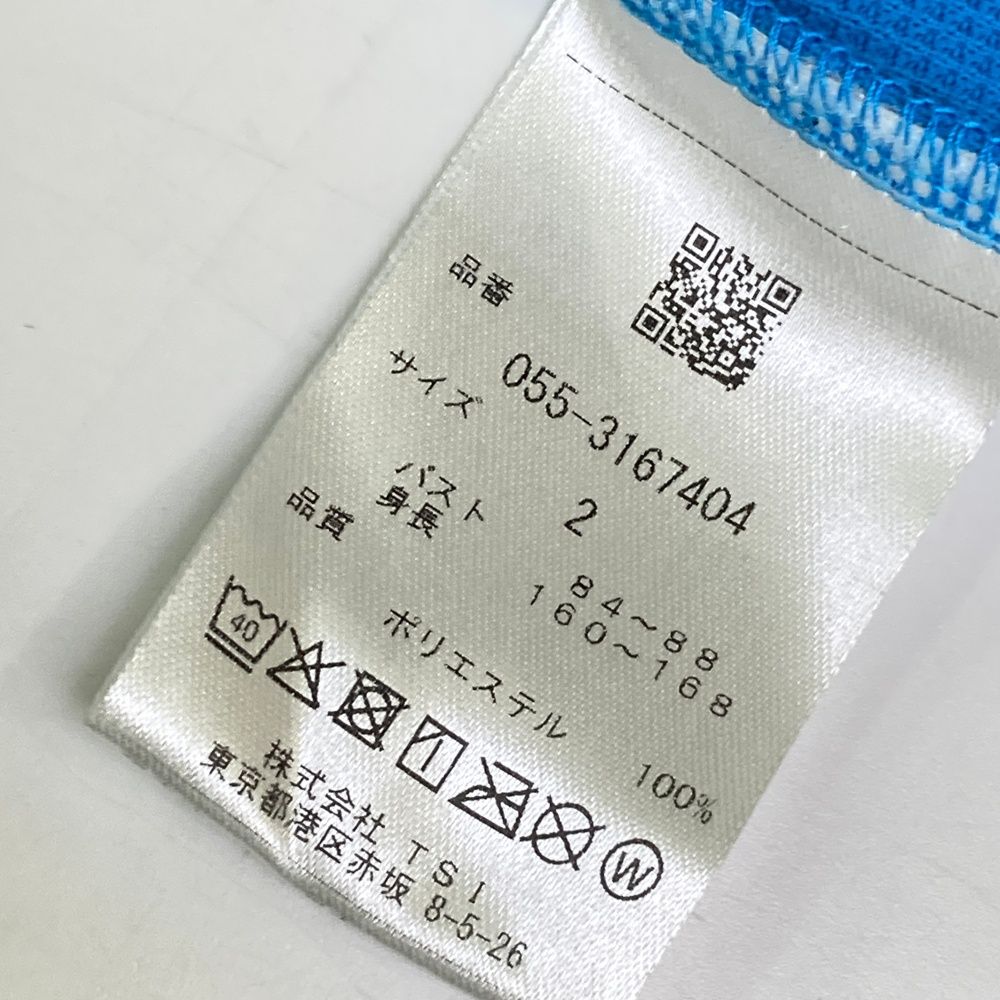 品番
055-3167404
サイズ
2
バスト 84～88
身長 160～168
品質
ポリエステル 100%
40
W
株式会社 TSI
東京都港区赤坂 8-5-26